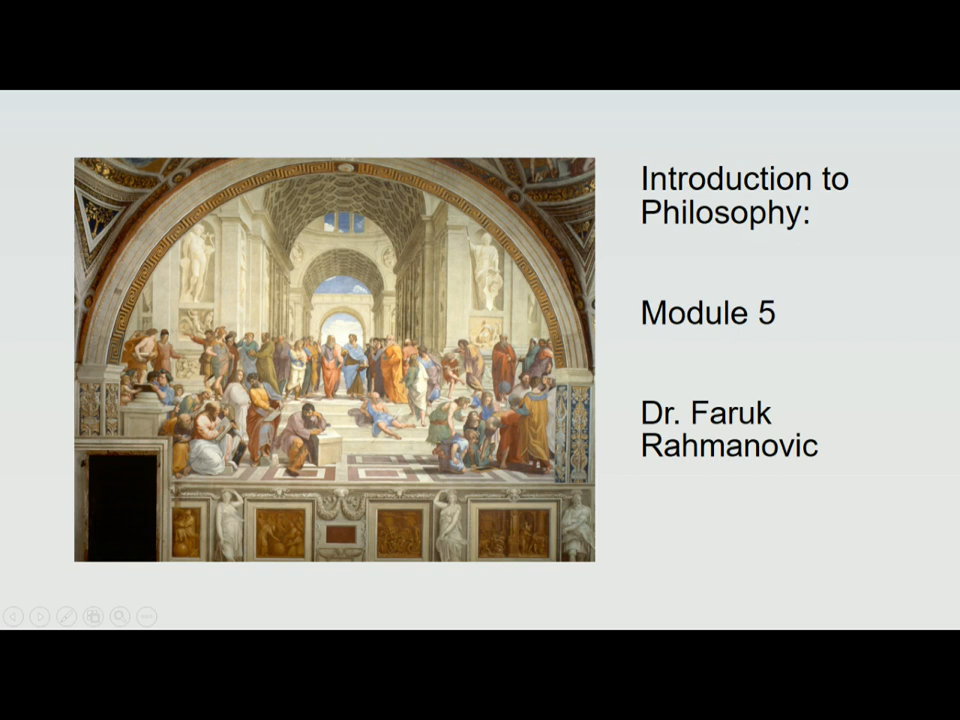 Introduction to
Philosophy:
Module 5
Dr. Faruk
Rahmanovic